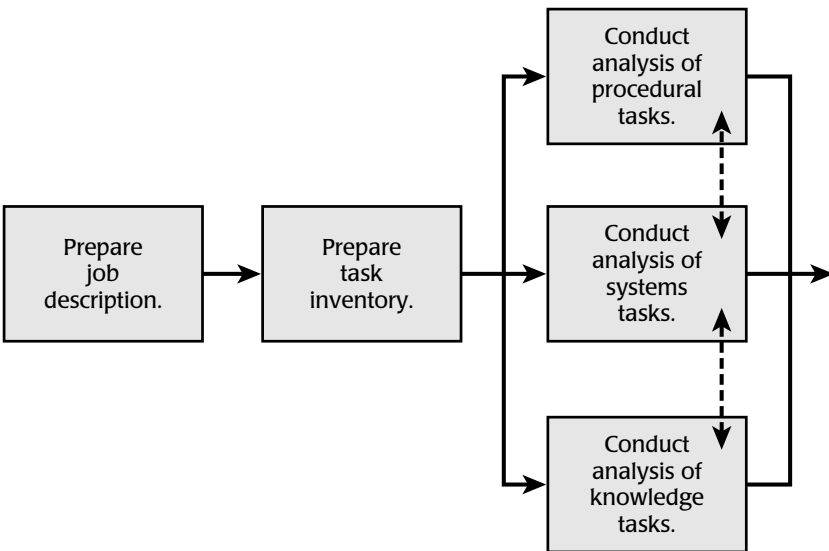 Conduct
analysis of
procedural
tasks.
Prepare
job
description.
Prepare
task
inventory.
Conduct
analysis of
systems
tasks.
Conduct
analysis of
knowledge
tasks.